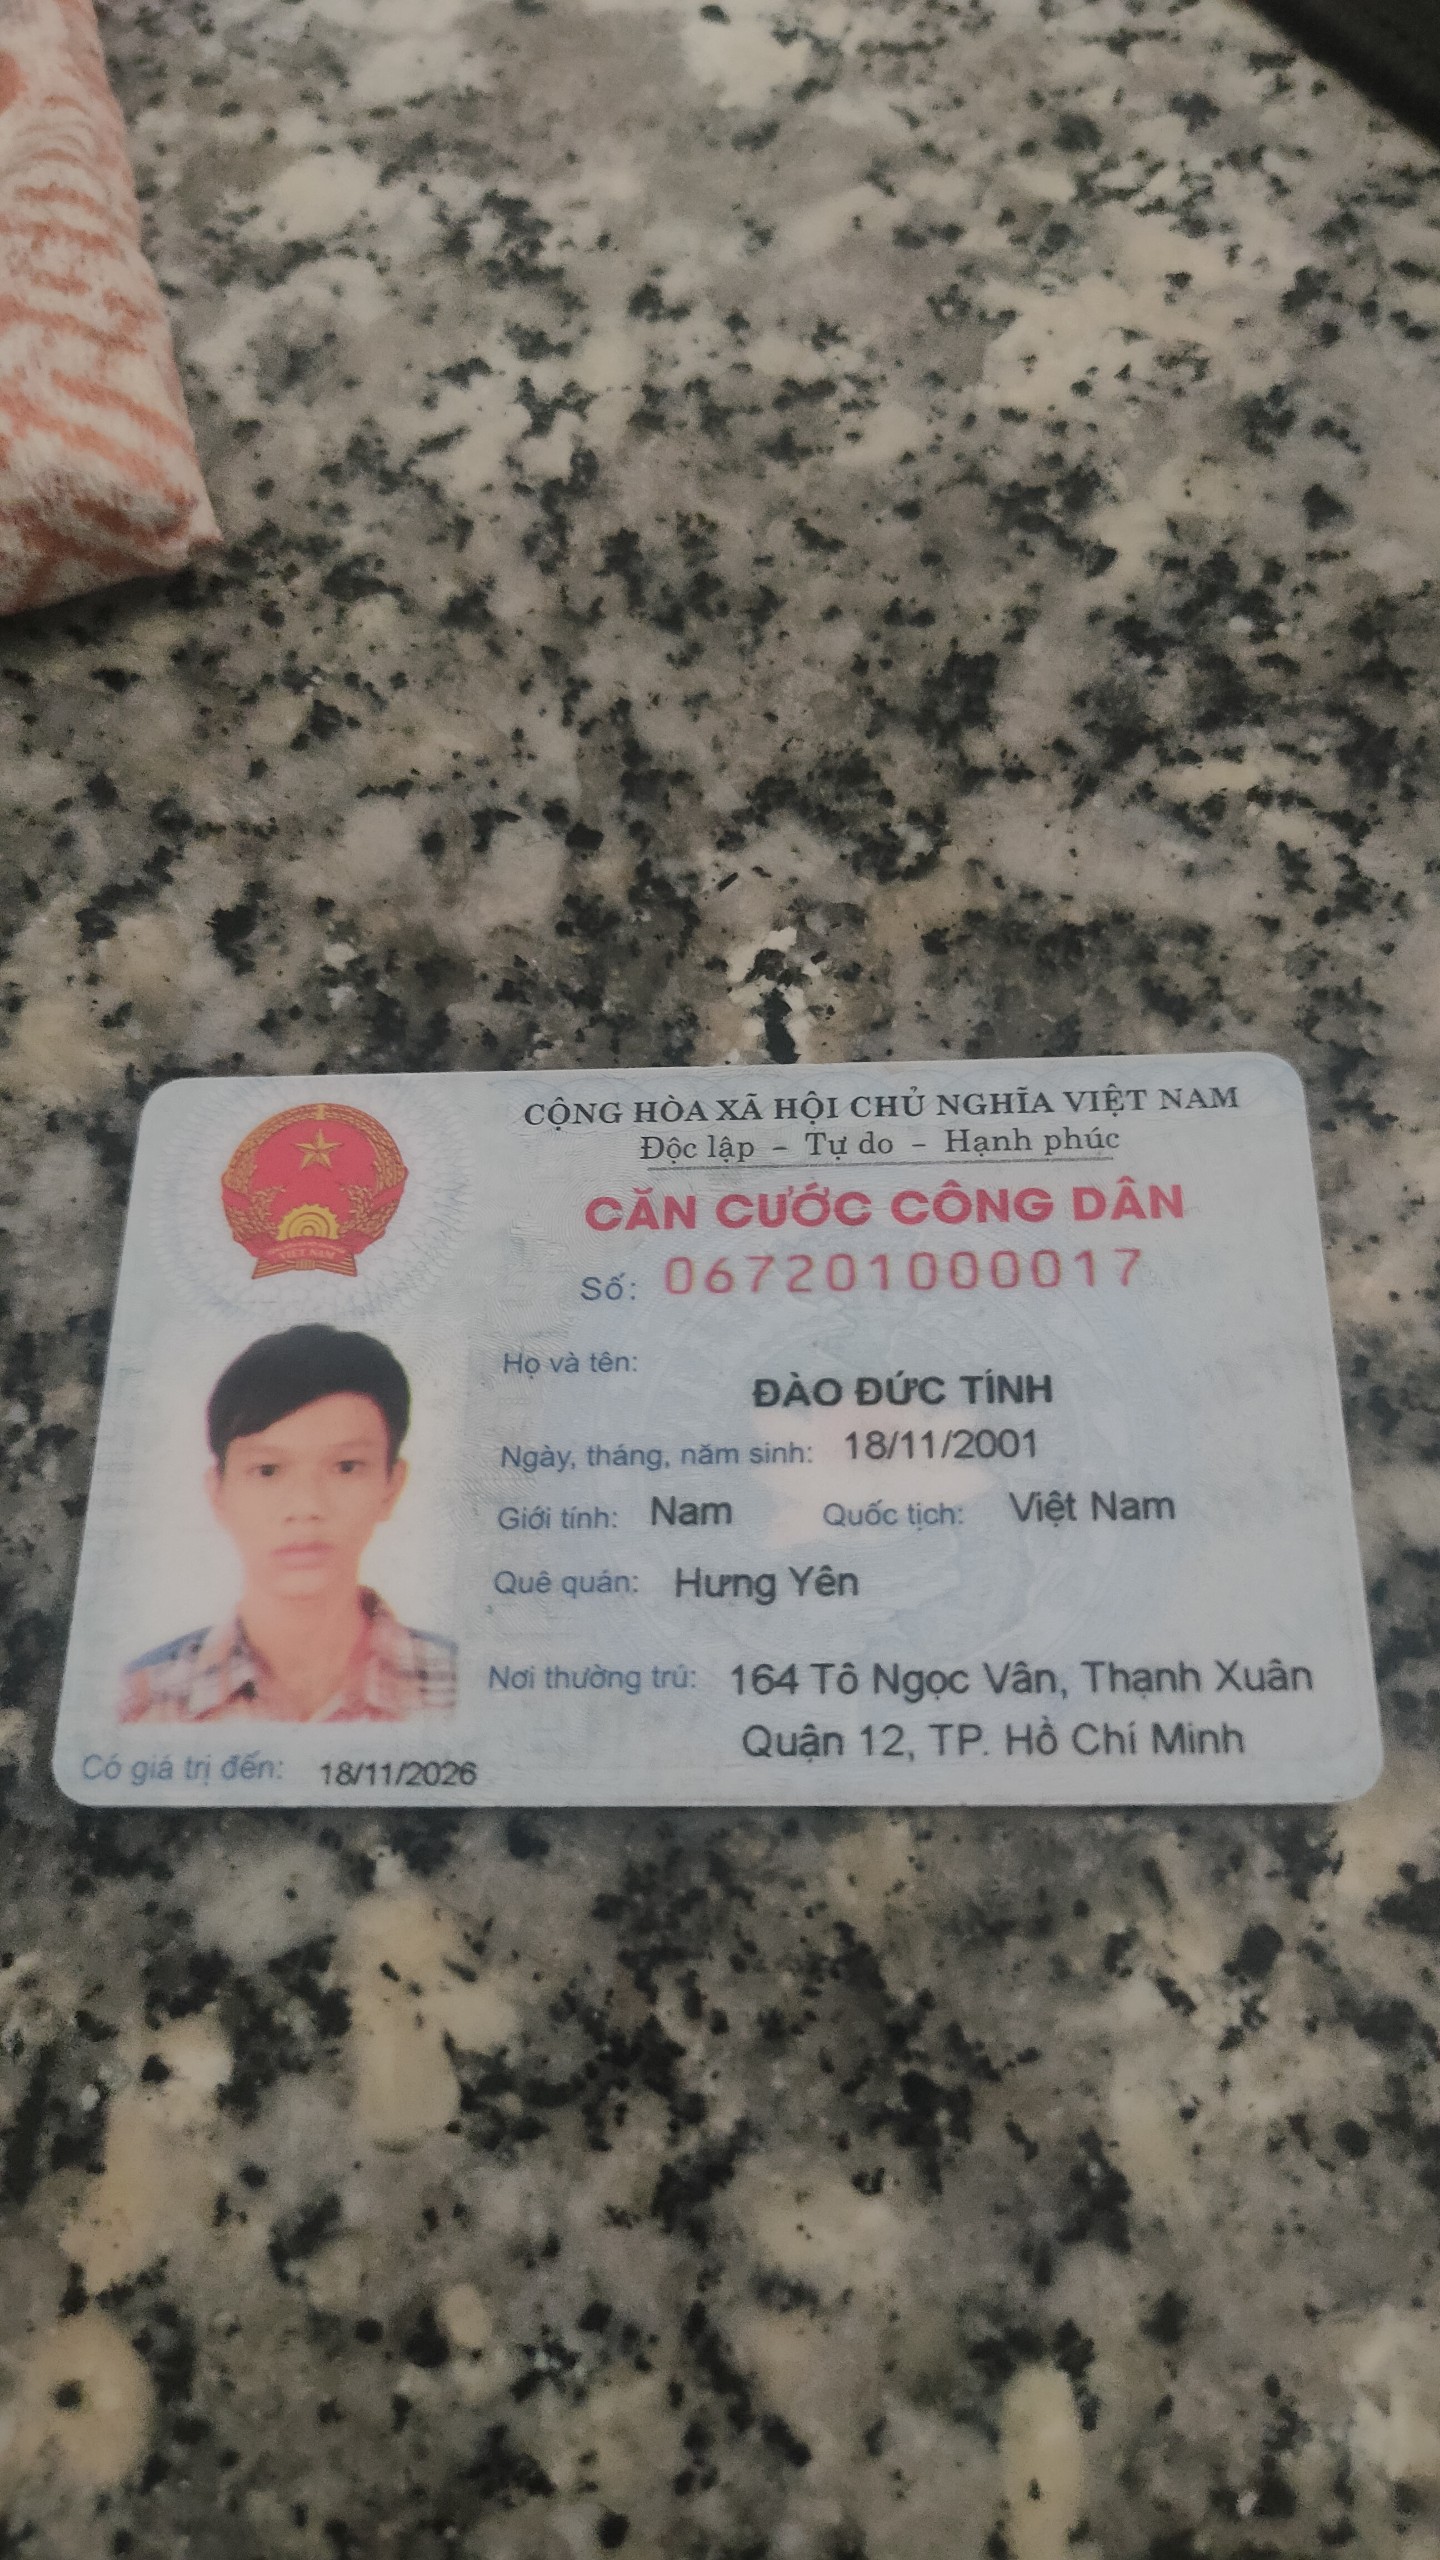 CỘNG HÒA XÃ HỘI CHỦ NGHĨA VIỆT NAM
Độc lập - Tự do - Hạnh phúc
CĂN CƯỚC CÔNG DÂN
Số: 067201000017
VIỆT NAM
Họ và tên:
ĐÀO ĐỨC TÍNH
Ngày, tháng, năm sinh: 18/11/2001
Giới tính: Nam Quốc tịch: Việt Nam
Quê quán: Hưng Yên
Nơi thường trú: 164 Tô Ngọc Vân, Thạnh Xuân
Quận 12, TP. Hồ Chí Minh
Có giá trị đến: 18/11/2026